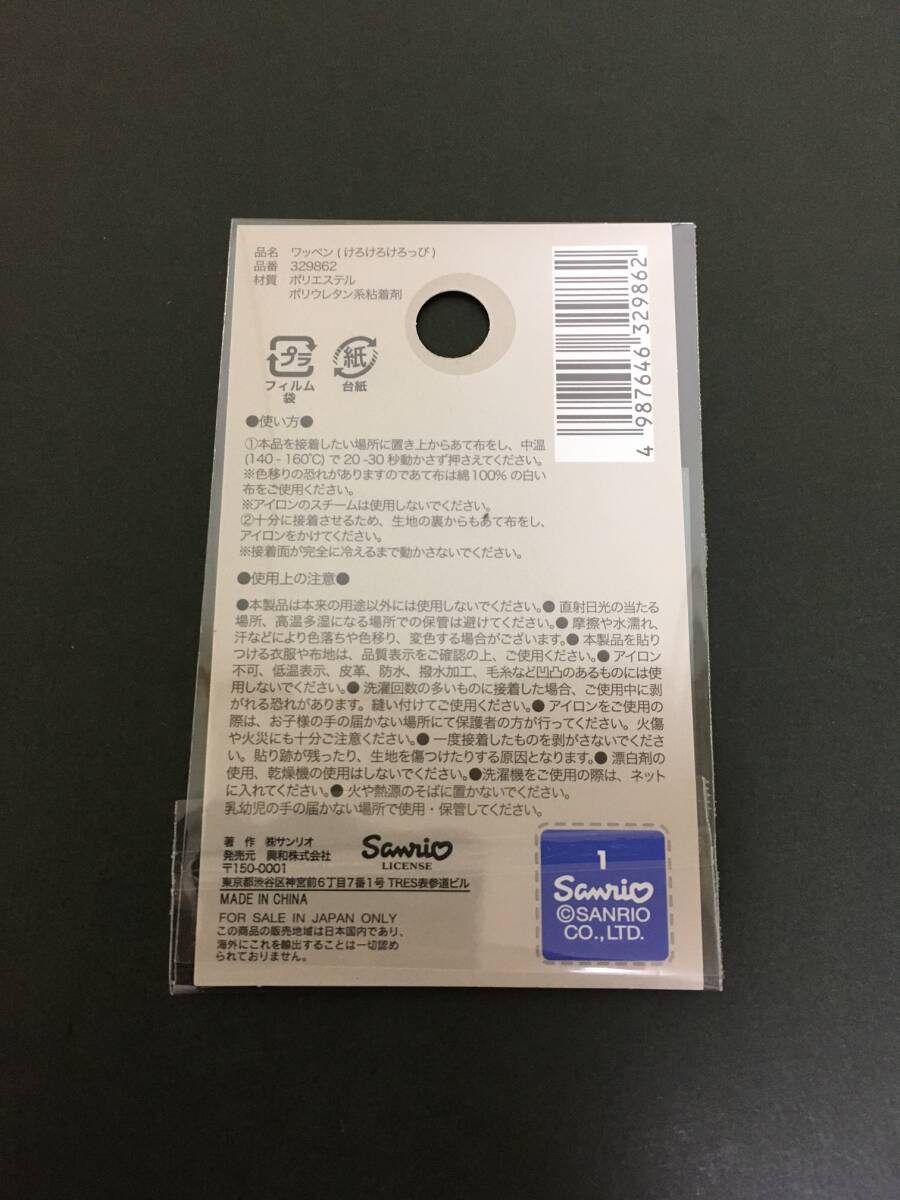 品名　ワッペン ( けろけろけろっぴ )
品番　329862
材質　ポリエステル
ポリウレタン系粘着剤
4 987646 329862
プラ
フィルム
袋
紙
台紙
●使い方●
①本品を接着したい場所に置き上からあて布をし、中温
(140 - 160℃) で 20 -30 秒動かさず押さえてください。
※色移りの恐れがありますのであて布は綿100% の白い
布をご使用ください。
※アイロンのスチームは使用しないでください。
②十分に接着させるため、生地の裏からもあて布をし、
アイロンをかけてください。
※接着面が完全に冷えるまで動かさないでください。
●使用上の注意●
●本製品は本来の用途以外には使用しないでください。● 直射日光の当たる
場所、高温多湿になる場所での保管は避けてください。● 摩擦や水濡れ、
汗などにより色落ちや色移り、変色する場合がございます。● 本製品を貼り
つける衣服や布地は、品質表示をご確認の上、ご使用ください。● アイロン
不可、低温表示、皮革、防水、撥水加工、毛糸など凹凸のあるものには使
用しないでください。● 洗濯回数の多いものに接着した場合、ご使用中に剥
がれる恐れがあります。縫い付けてご使用ください。● アイロンをご使用の
際は、お子様の手の届かない場所にて保護者の方が行ってください。火傷
や火災にも十分ご注意ください。● 一度接着したものを剥がさないでくださ
い。貼り跡が残ったり、生地を傷つけたりする原因となります。● 漂白剤の
使用、乾燥機の使用はしないでください。●洗濯機をご使用の際は、ネット
に入れてください。● 火や熱源のそばに置かないでください。
乳幼児の手の届かない場所で使用・保管してください。
著 作　㈱サンリオ
発売元　興和株式会社
〒150-0001
東京都渋谷区神宮前6丁目7番1号 TRES表参道ビル
MADE IN CHINA
FOR SALE IN JAPAN ONLY
この商品の販売地域は日本国内であり、
海外にこれを輸出することは一切認め
られておりません。
Sanrio
LICENSE
1
Sanrio
©SANRIO
CO.,LTD.